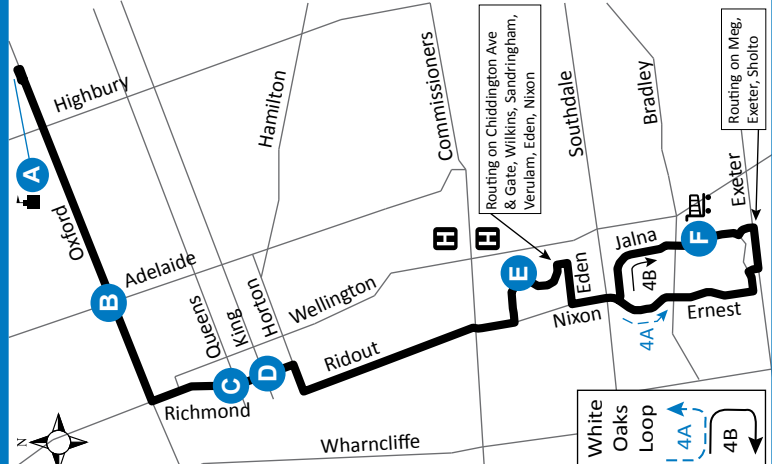 N
A
Highbury
Oxford
Hamilton
Commissioners
B
Adelaide
Queens
King
Horton
Wellington
C
D
Richmond
Ridout
Wharncliffe
H
H
Routing on Chiddington Ave
& Gate, Wilkins, Sandringham,
Verulam, Eden, Nixon
Southdale
Bradley
Routing on Meg,
Exeter, Sholto
Exeter
E
Eden
Nixon
Jalna
F
4B
4A
Ernest
White
Oaks
Loop
4A
4B